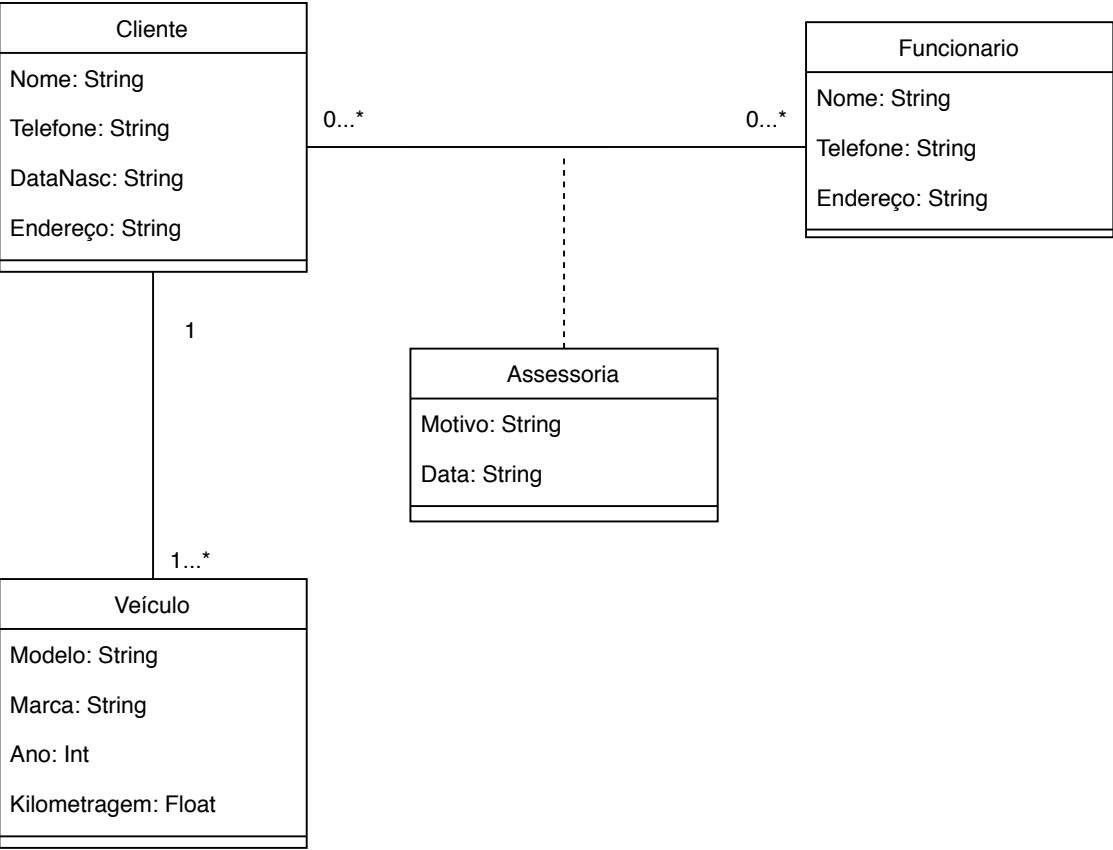 Cliente
Nome: String
Telefone: String
DataNasc: String
Endereço: String
0...*
0...*
Funcionario
Nome: String
Telefone: String
Endereço: String
1
1...*
Assessoria
Motivo: String
Data: String
Veículo
Modelo: String
Marca: String
Ano: Int
Kilometragem: Float